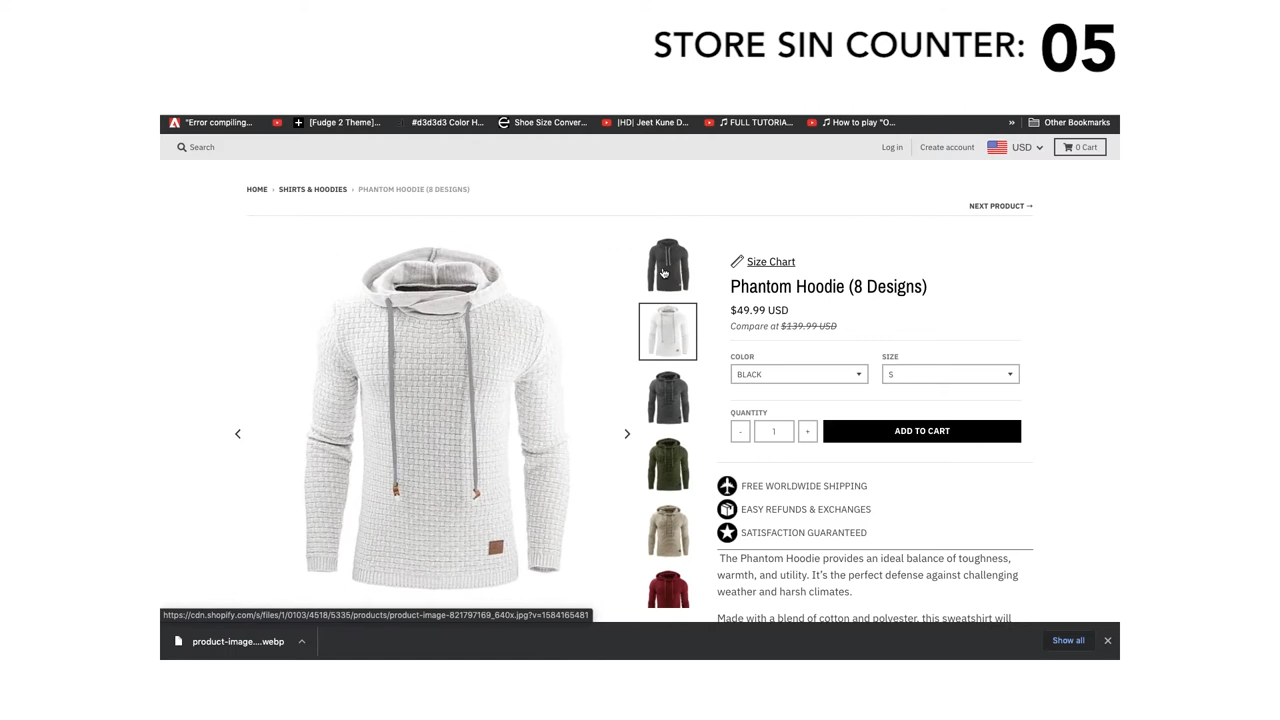 STORE SIN COUNTER: 05
"Error compiling...
[Fudge 2 Theme]...
#d3d3d3 Color H...
Shoe Size Conver...
|HD| Jeet Kune D...
🎵 FULL TUTORIA...
🎵 How to play "O...
» Other Bookmarks
Search
Log in
Create account
USD
0 Cart
HOME › SHIRTS & HOODIES › PHANTOM HOODIE (8 DESIGNS)
NEXT PRODUCT →
Size Chart
Phantom Hoodie (8 Designs)
$49.99 USD
Compare at $139.99 USD
COLOR SIZE
BLACK S
QUANTITY
- 1 + ADD TO CART
FREE WORLDWIDE SHIPPING
EASY REFUNDS & EXCHANGES
SATISFACTION GUARANTEED
The Phantom Hoodie provides an ideal balance of toughness,
warmth, and utility. It's the perfect defense against challenging
weather and harsh climates.
Made with a blend of cotton and polyester, this sweatshirt will
https://cdn.shopify.com/s/files/1/0103/4518/5335/products/product-image-821797169_640x.jpg?v=1584165481
product-image....webp
Show all